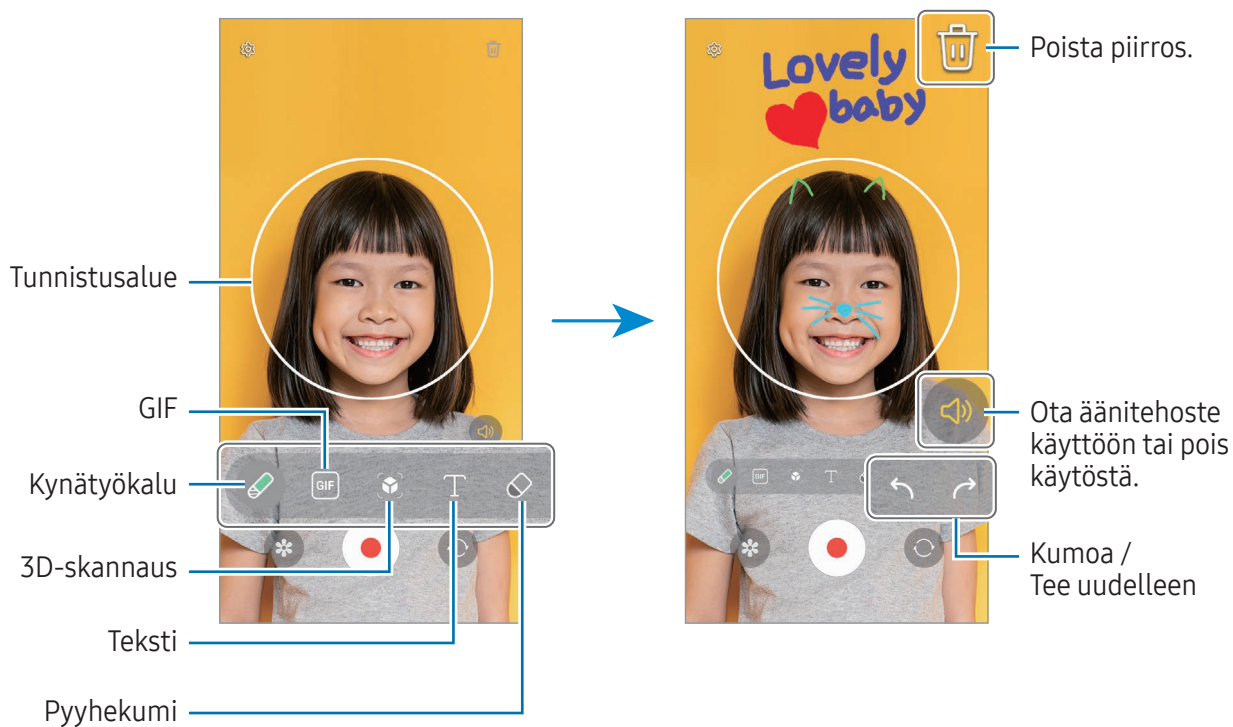 Lovely
baby
Poista piirros.
Tunnistusalue
GIF
Kynätyökalu
3D-skannaus
Teksti
Pyyhekumi
GIF
T
GIF
T
Ota äänitehoste
käyttöön tai pois
käytöstä.
Kumoa /
Tee uudelleen